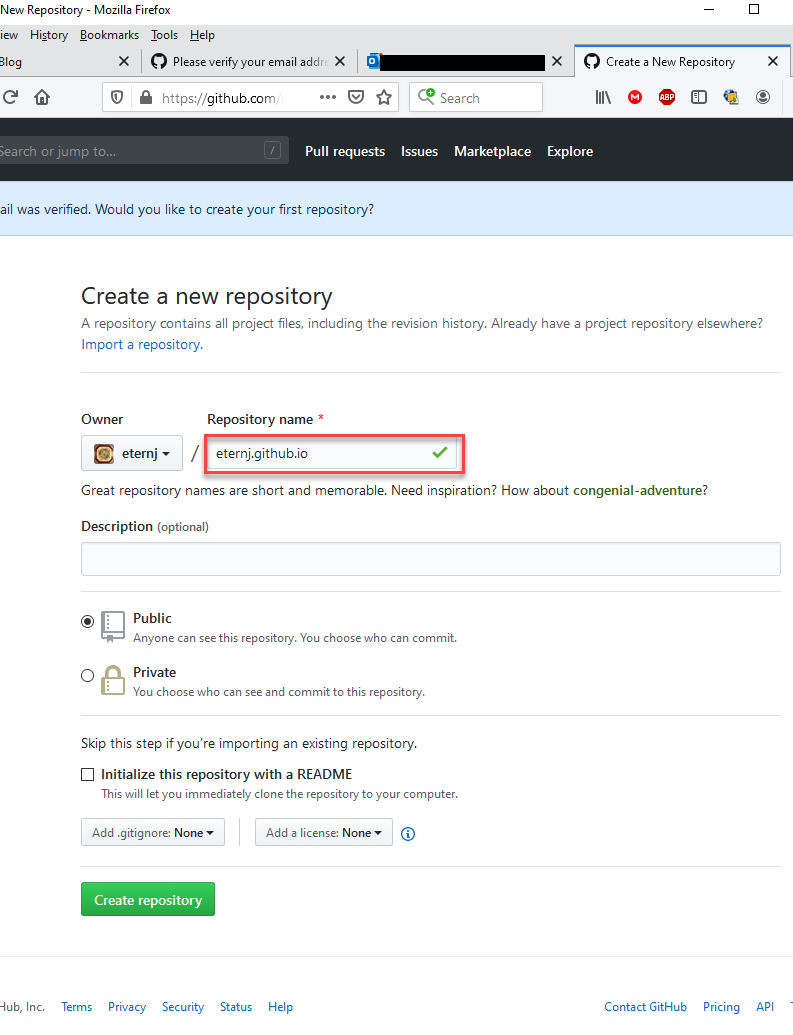 New Repository - Mozilla Firefox
iew History Bookmarks Tools Help
Blog Please verify your email addre Create a New Repository
https://github.com/ Search ABP
Search or jump to... / Pull requests Issues Marketplace Explore
ail was verified. Would you like to create your first repository?
Create a new repository
A repository contains all project files, including the revision history. Already have a project repository elsewhere?
Import a repository.
Owner Repository name *
eternj / eternj.github.io
Great repository names are short and memorable. Need inspiration? How about congenial-adventure?
Description (optional)
Public
Anyone can see this repository. You choose who can commit.
Private
You choose who can see and commit to this repository.
Skip this step if you're importing an existing repository.
Initialize this repository with a README
This will let you immediately clone the repository to your computer.
Add .gitignore: None Add a license: None
Create repository
Hub, Inc. Terms Privacy Security Status Help Contact GitHub Pricing API